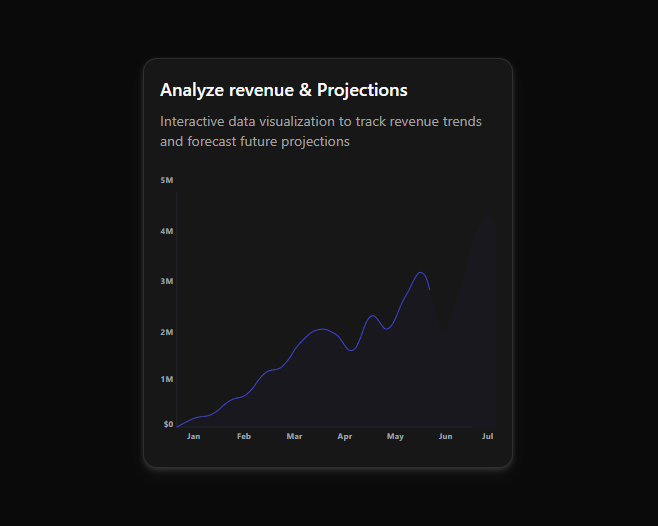 Analyze revenue & Projections
Interactive data visualization to track revenue trends
and forecast future projections
5M
4M
3M
2M
1M
$0
Jan Feb Mar Apr May Jun Jul